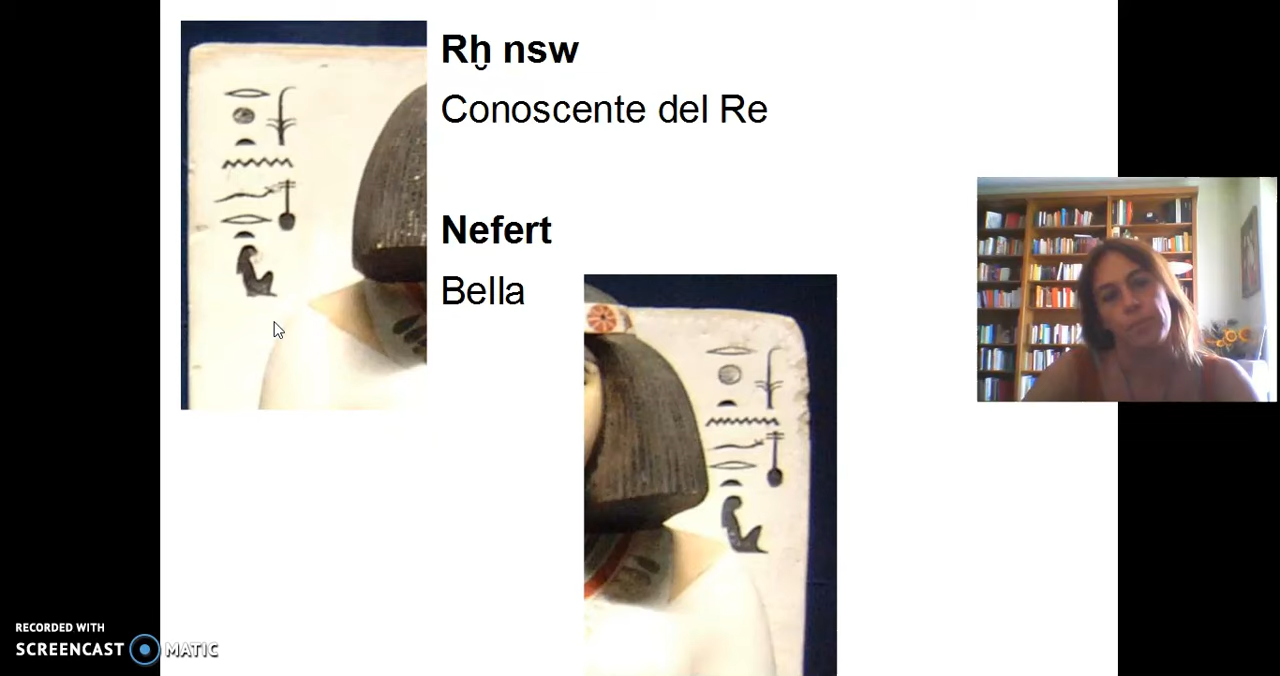 Rḫ nsw
Conoscente del Re
Nefert
Bella
RECORDED WITH
SCREENCAST MATIC